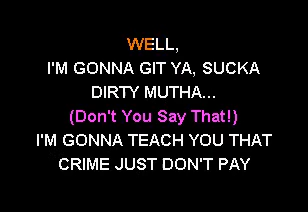 WELL,
I'M GONNA GIT YA, SUCKA
DIRTY MUTHA...
(Don't You Say That!)
I'M GONNA TEACH YOU THAT
CRIME JUST DON'T PAY